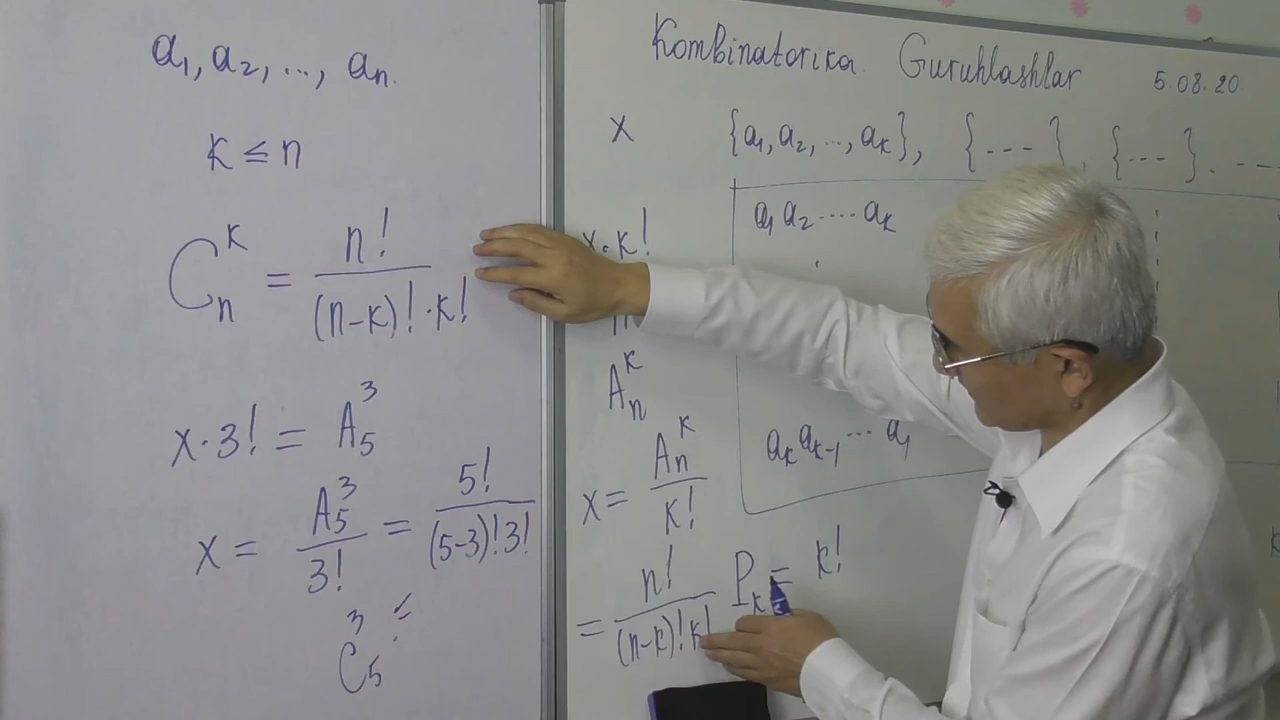 a₁, a₂, ..., aₙ.
k ≤ n
Cₙᵏ = n! / (n-k)! · k!
x · 3! = A₅³
x = A₅³ / 3! = 5! / (5-3)! 3!
C₅³ =
Kombinatorika Guruhlashlar 5.08.20
x {a₁, a₂, ..., aₖ}, {---}, {---}. --
a₁ a₂ ···· aₖ
x · k!
Aₙᵏ
aₖ aₖ₋₁ ··· a₁
x = Aₙᵏ / k!
= n! / (n-k)! k!
Pₖ = k!